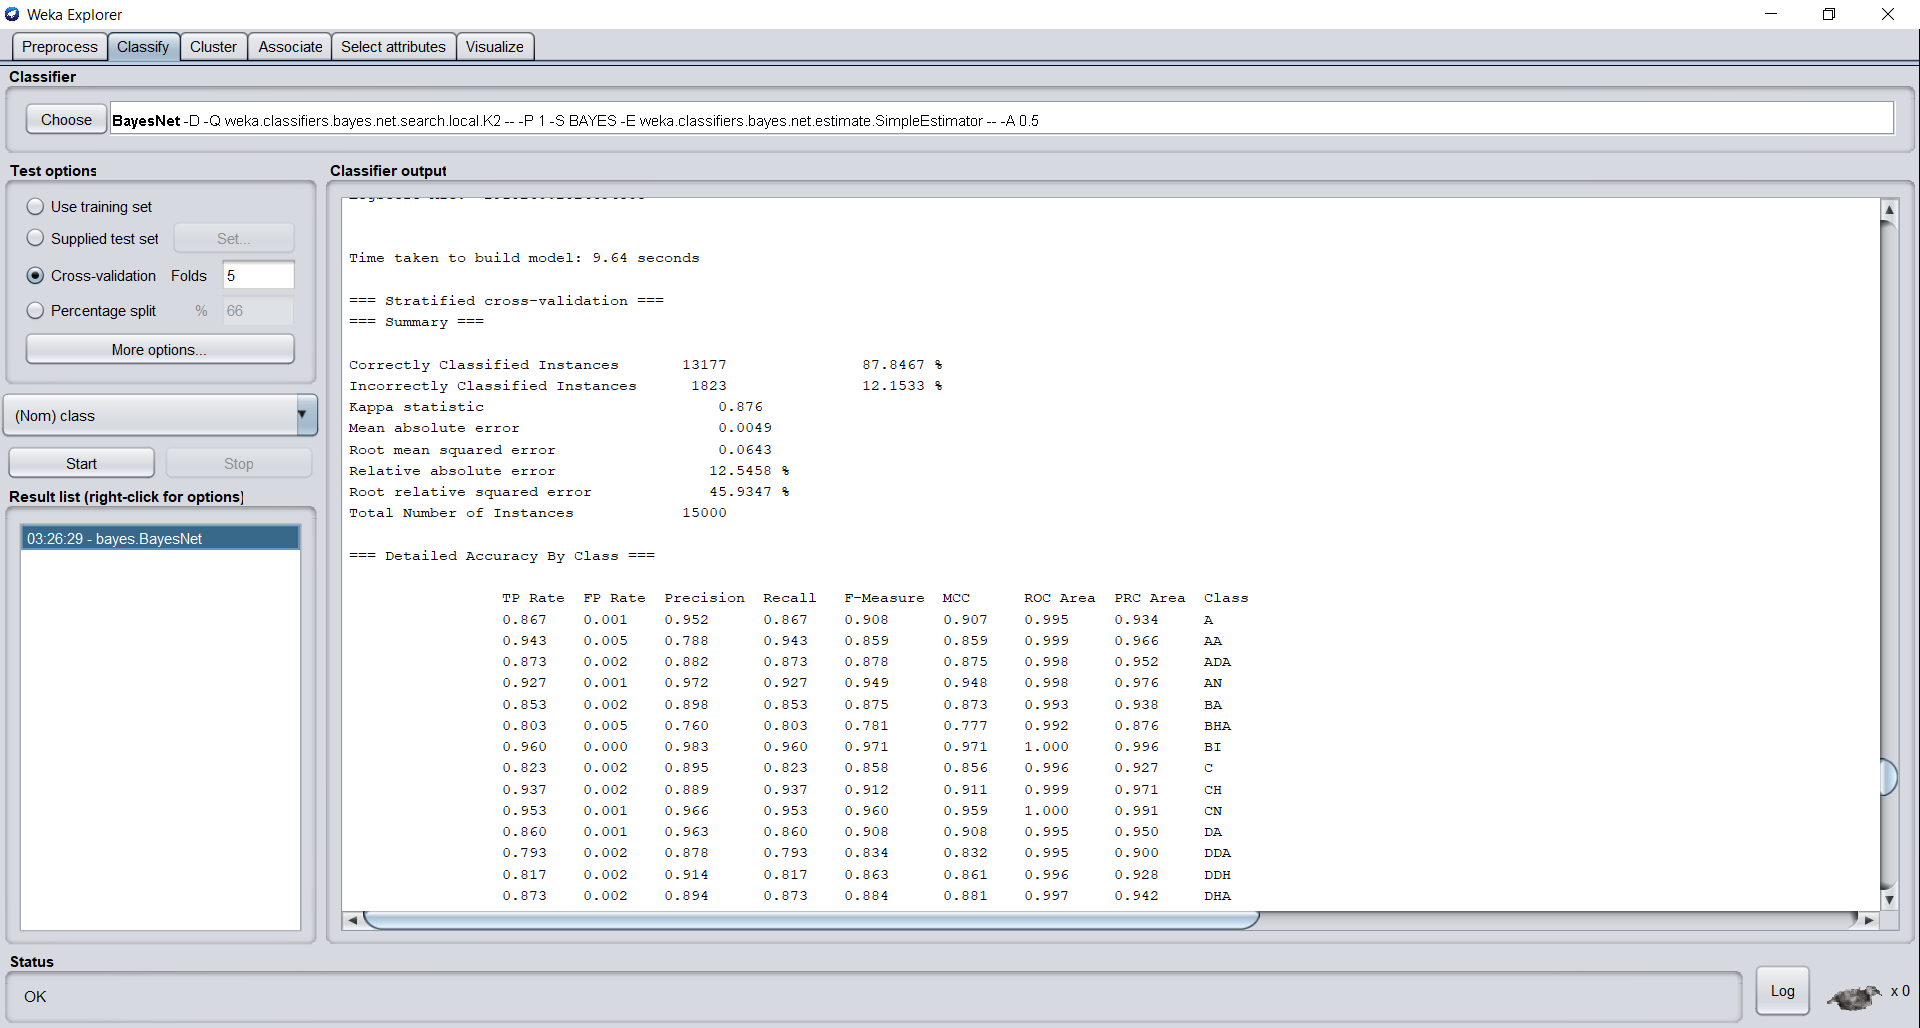 Weka Explorer
Preprocess Classify Cluster Associate Select attributes Visualize
Classifier
Choose BayesNet -D -Q weka.classifiers.bayes.net.search.local.K2 -- -P 1 -S BAYES -E weka.classifiers.bayes.net.estimate.SimpleEstimator -- -A 0.5
Test options
Use training set
Supplied test set Set...
Cross-validation Folds 5
Percentage split % 66
More options...
(Nom) class
Start Stop
Result list (right-click for options)
03:26:29 - bayes.BayesNet
Classifier output
Time taken to build model: 9.64 seconds
=== Stratified cross-validation ===
=== Summary ===
Correctly Classified Instances 13177 87.8467 %
Incorrectly Classified Instances 1823 12.1533 %
Kappa statistic 0.876
Mean absolute error 0.0049
Root mean squared error 0.0643
Relative absolute error 12.5458 %
Root relative squared error 45.9347 %
Total Number of Instances 15000
=== Detailed Accuracy By Class ===
TP Rate FP Rate Precision Recall F-Measure MCC ROC Area PRC Area Class
0.867 0.001 0.952 0.867 0.908 0.907 0.995 0.934 A
0.943 0.005 0.788 0.943 0.859 0.859 0.999 0.966 AA
0.873 0.002 0.882 0.873 0.878 0.875 0.998 0.952 ADA
0.927 0.001 0.972 0.927 0.949 0.948 0.998 0.976 AN
0.853 0.002 0.898 0.853 0.875 0.873 0.993 0.938 BA
0.803 0.005 0.760 0.803 0.781 0.777 0.992 0.876 BHA
0.960 0.000 0.983 0.960 0.971 0.971 1.000 0.996 BI
0.823 0.002 0.895 0.823 0.858 0.856 0.996 0.927 C
0.937 0.002 0.889 0.937 0.912 0.911 0.999 0.971 CH
0.953 0.001 0.966 0.953 0.960 0.959 1.000 0.991 CN
0.860 0.001 0.963 0.860 0.908 0.908 0.995 0.950 DA
0.793 0.002 0.878 0.793 0.834 0.832 0.995 0.900 DDA
0.817 0.002 0.914 0.817 0.863 0.861 0.996 0.928 DDH
0.873 0.002 0.894 0.873 0.884 0.881 0.997 0.942 DHA
Status
OK
Log x 0